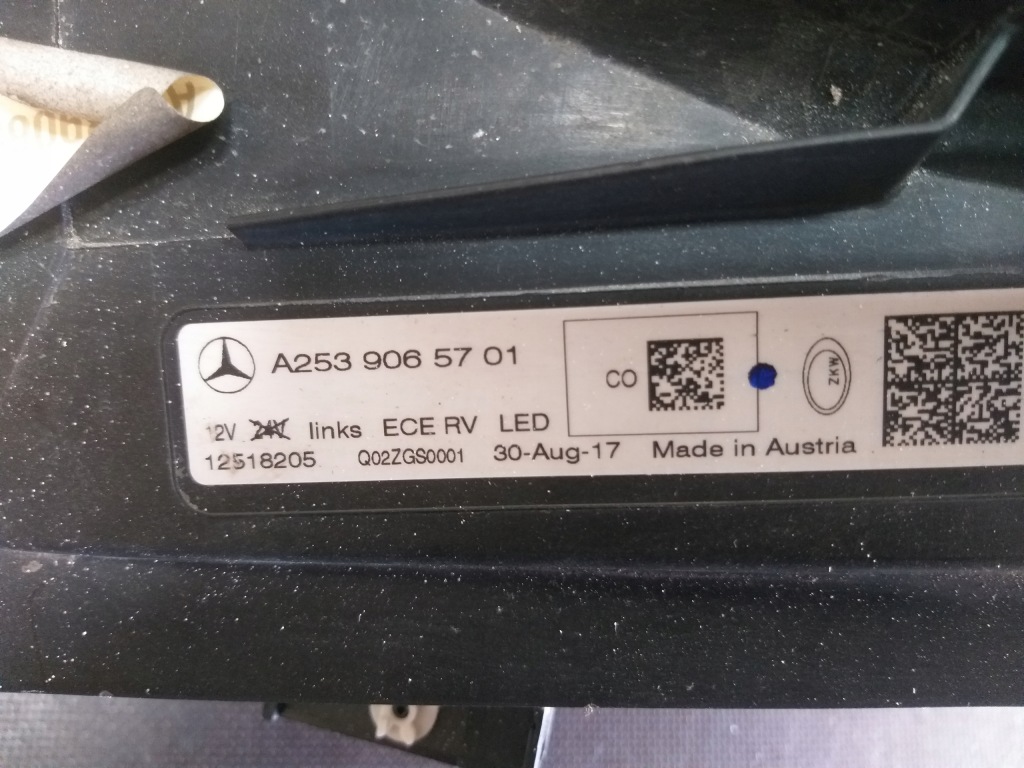 A253 906 57 01
CO
ZKW
12V 24V links ECE RV LED
12518205 Q02ZGS0001 30-Aug-17 Made in Austria